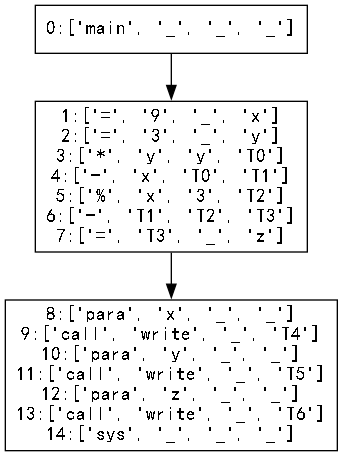 0:['main', '_', '_', '_']
1:['=', '9', '_', 'x']
2:['=', '3', '_', 'y']
3:['*', 'y', 'y', 'T0']
4:['-', 'x', 'T0', 'T1']
5:['%', 'x', '3', 'T2']
6:['-', 'T1', 'T2', 'T3']
7:['=', 'T3', '_', 'z']
8:['para', 'x', '_', '_']
9:['call', 'write', '_', 'T4']
10:['para', 'y', '_', '_']
11:['call', 'write', '_', 'T5']
12:['para', 'z', '_', '_']
13:['call', 'write', '_', 'T6']
14:['sys', '_', '_', '_']